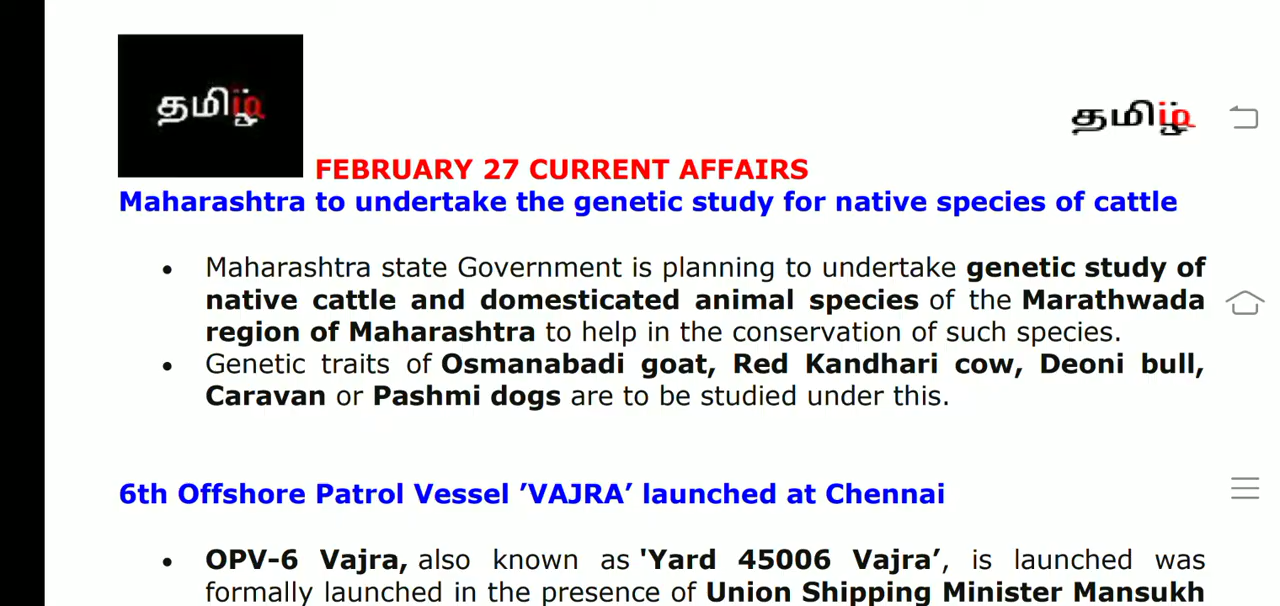 தமிழ்
தமிழ்
FEBRUARY 27 CURRENT AFFAIRS
Maharashtra to undertake the genetic study for native species of cattle
• Maharashtra state Government is planning to undertake genetic study of
native cattle and domesticated animal species of the Marathwada
region of Maharashtra to help in the conservation of such species.
• Genetic traits of Osmanabadi goat, Red Kandhari cow, Deoni bull,
Caravan or Pashmi dogs are to be studied under this.
6th Offshore Patrol Vessel ’VAJRA’ launched at Chennai
• OPV-6 Vajra, also known as 'Yard 45006 Vajra’, is launched was
formally launched in the presence of Union Shipping Minister Mansukh